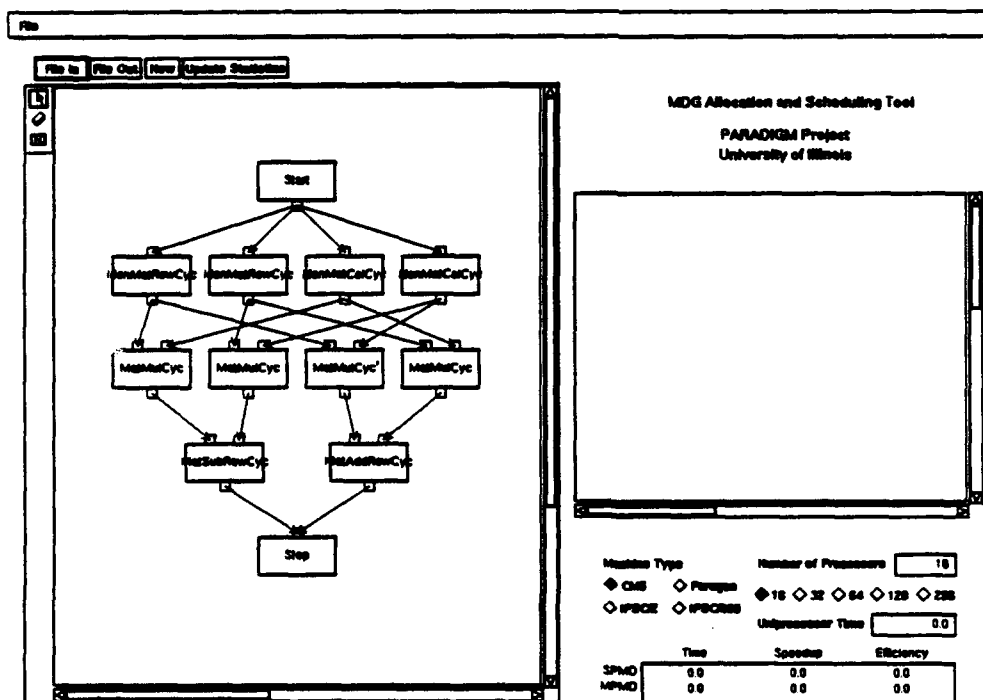 File
File In File Out New Update Statistics
MDG Allocation and Scheduling Tool
PARADIGM Project
University of Illinois
Start
MatMulCyc MatMulCyc MatMulCyc MatMulCyc
MatSubRowCyc MatAddRowCyc
Stop
Machine Type Number of Processors 16
CM5 Paragon 16 32 64 128 256
Uniprocessor Time 0.0
Time Speedup Efficiency
SPMD 0.0 0.0 0.0
MPMD 0.0 0.0 0.0